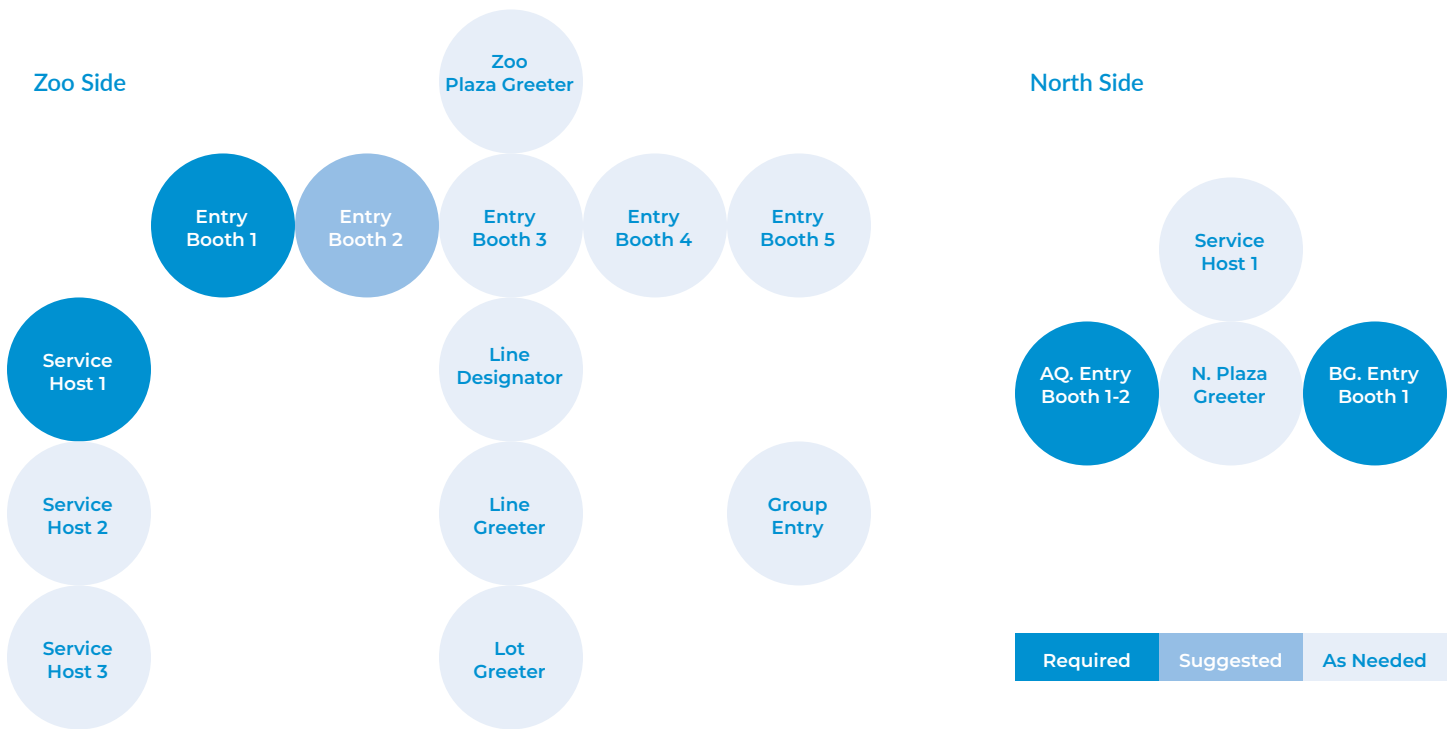 Zoo Side
Zoo
Plaza Greeter
Entry
Booth 1
Entry
Booth 2
Entry
Booth 3
Entry
Booth 4
Entry
Booth 5
Service
Host 1
Line
Designator
Service
Host 2
Line
Greeter
Group
Entry
Service
Host 3
Lot
Greeter
North Side
Service
Host 1
AQ. Entry
Booth 1-2
N. Plaza
Greeter
BG. Entry
Booth 1
Required
Suggested
As Needed